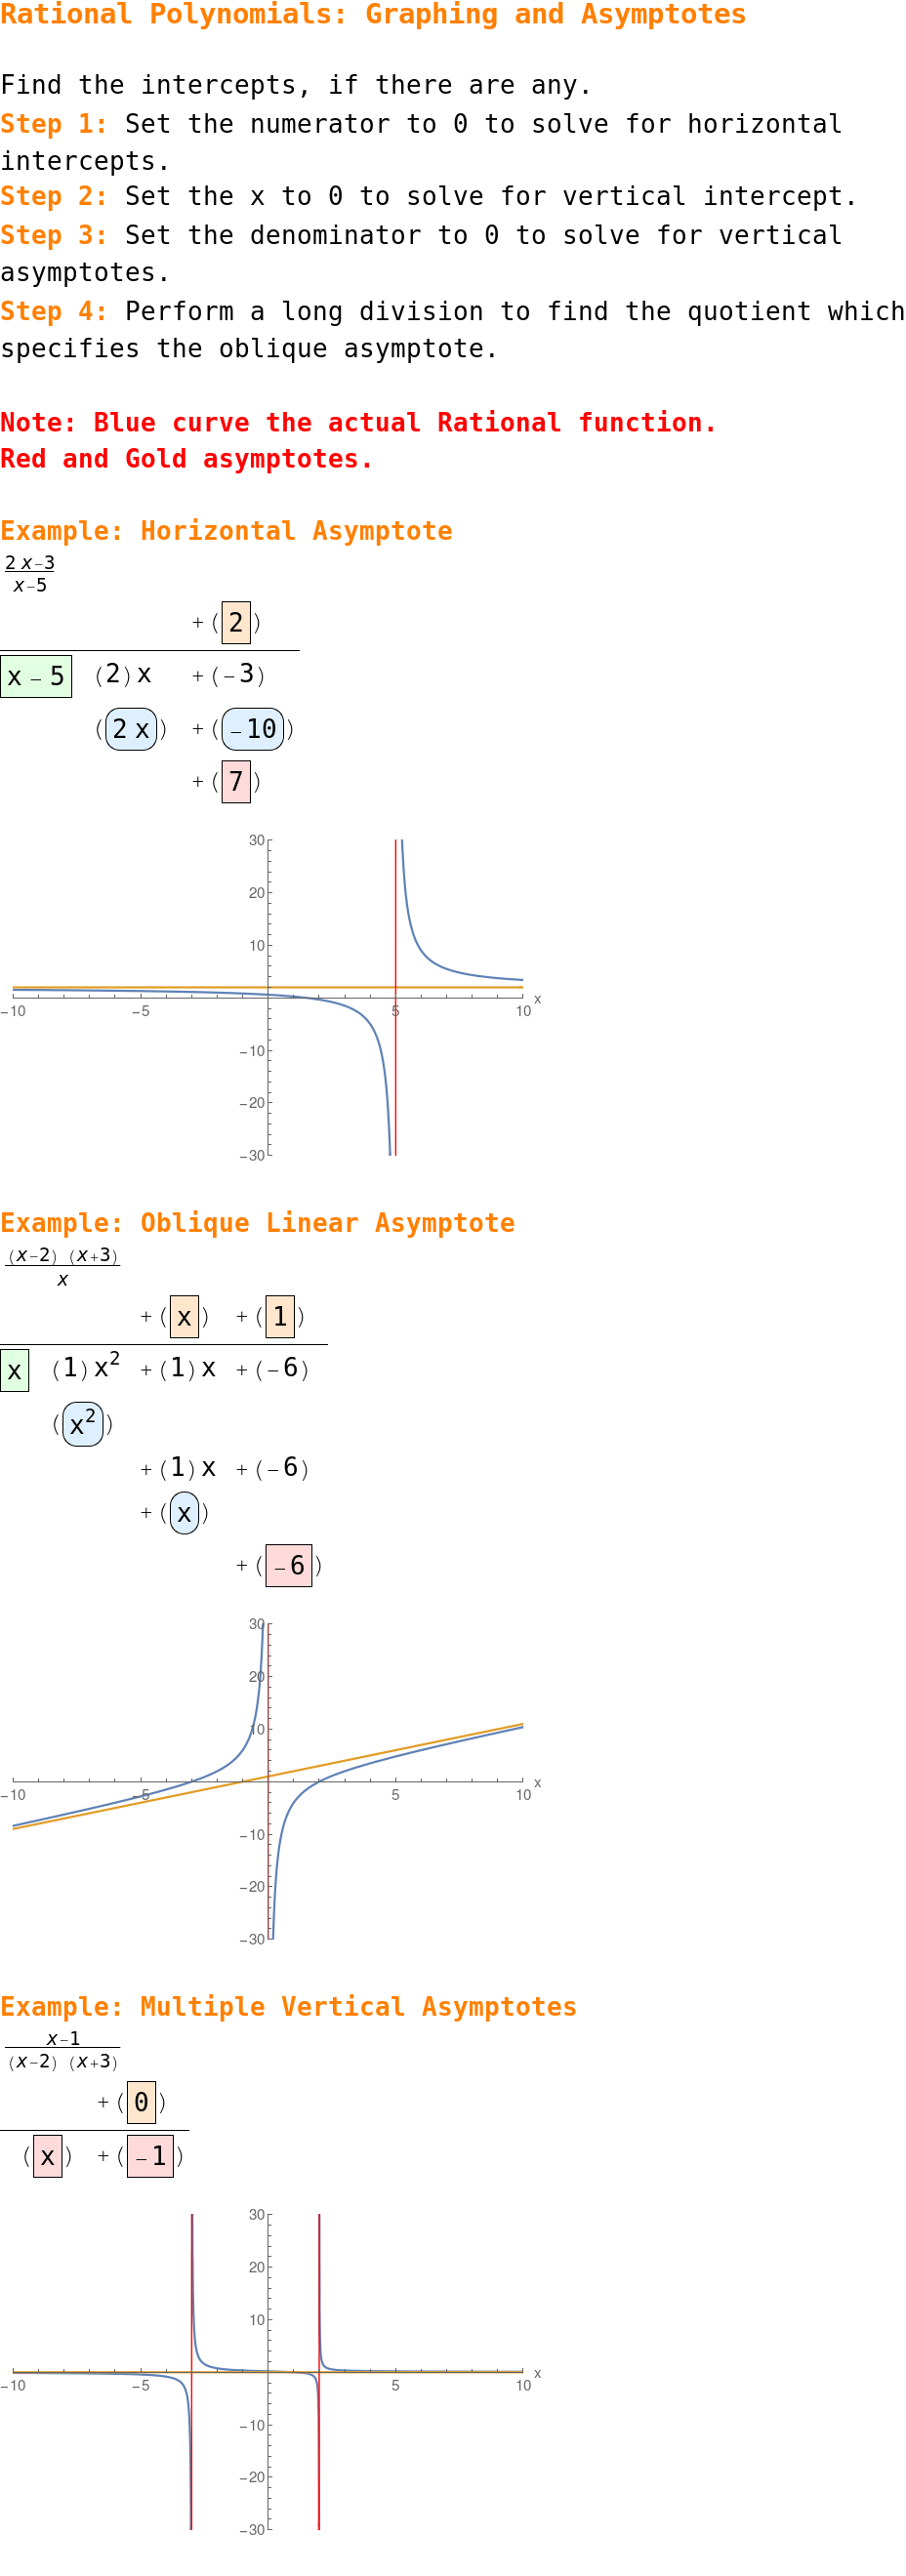 Rational Polynomials: Graphing and Asymptotes
Find the intercepts, if there are any.
Step 1: Set the numerator to 0 to solve for horizontal
intercepts.
Step 2: Set the x to 0 to solve for vertical intercept.
Step 3: Set the denominator to 0 to solve for vertical
asymptotes.
Step 4: Perform a long division to find the quotient which
specifies the oblique asymptote.
Note: Blue curve the actual Rational function.
Red and Gold asymptotes.
Example: Horizontal Asymptote
2 x−3
x−5
+ ( 2 )
x − 5 (2) x + (−3)
( 2 x ) + ( −10 )
+ ( 7 )
30
20
10
−10 −5 5 10 x
−10
−20
−30
Example: Oblique Linear Asymptote
(x−2) (x+3)
x
+ ( x ) + ( 1 )
x (1) x² + (1) x + (−6)
( x² )
+ (1) x + (−6)
+ ( x )
+ ( −6 )
30
20
10
−10 −5 5 10 x
−10
−20
−30
Example: Multiple Vertical Asymptotes
x−1
(x−2) (x+3)
+ ( 0 )
( x ) + ( −1 )
30
20
10
−10 −5 5 10 x
−10
−20
−30